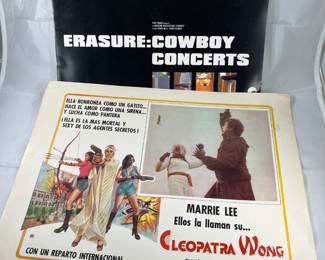 ERASURE:COWBOY
CONCERTS
ELLA RONRONEA COMO UN GATITO..
HACE EL AMOR COMO UNA SIRENA...
Y LUCHA COMO PANTERA
¡ELLA ES LA MAS MORTAL Y
SEXY DE LOS AGENTES SECRETOS!
MARRIE LEE
Ellos la llaman su...
CLEOPATRA WONG
CON UN REPARTO INTERNACIONAL